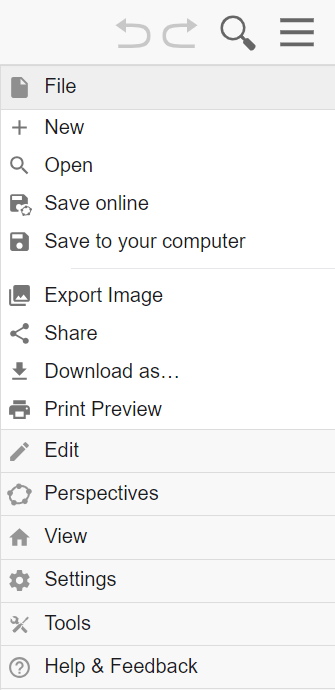 File
New
Open
Save online
Save to your computer
Export Image
Share
Download as...
Print Preview
Edit
Perspectives
View
Settings
Tools
Help & Feedback